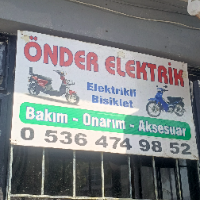 ÖNDER ELEKTRİK
Elektrikli
Bisiklet
Bakım - Onarım - Aksesuar
0 536 474 98 52